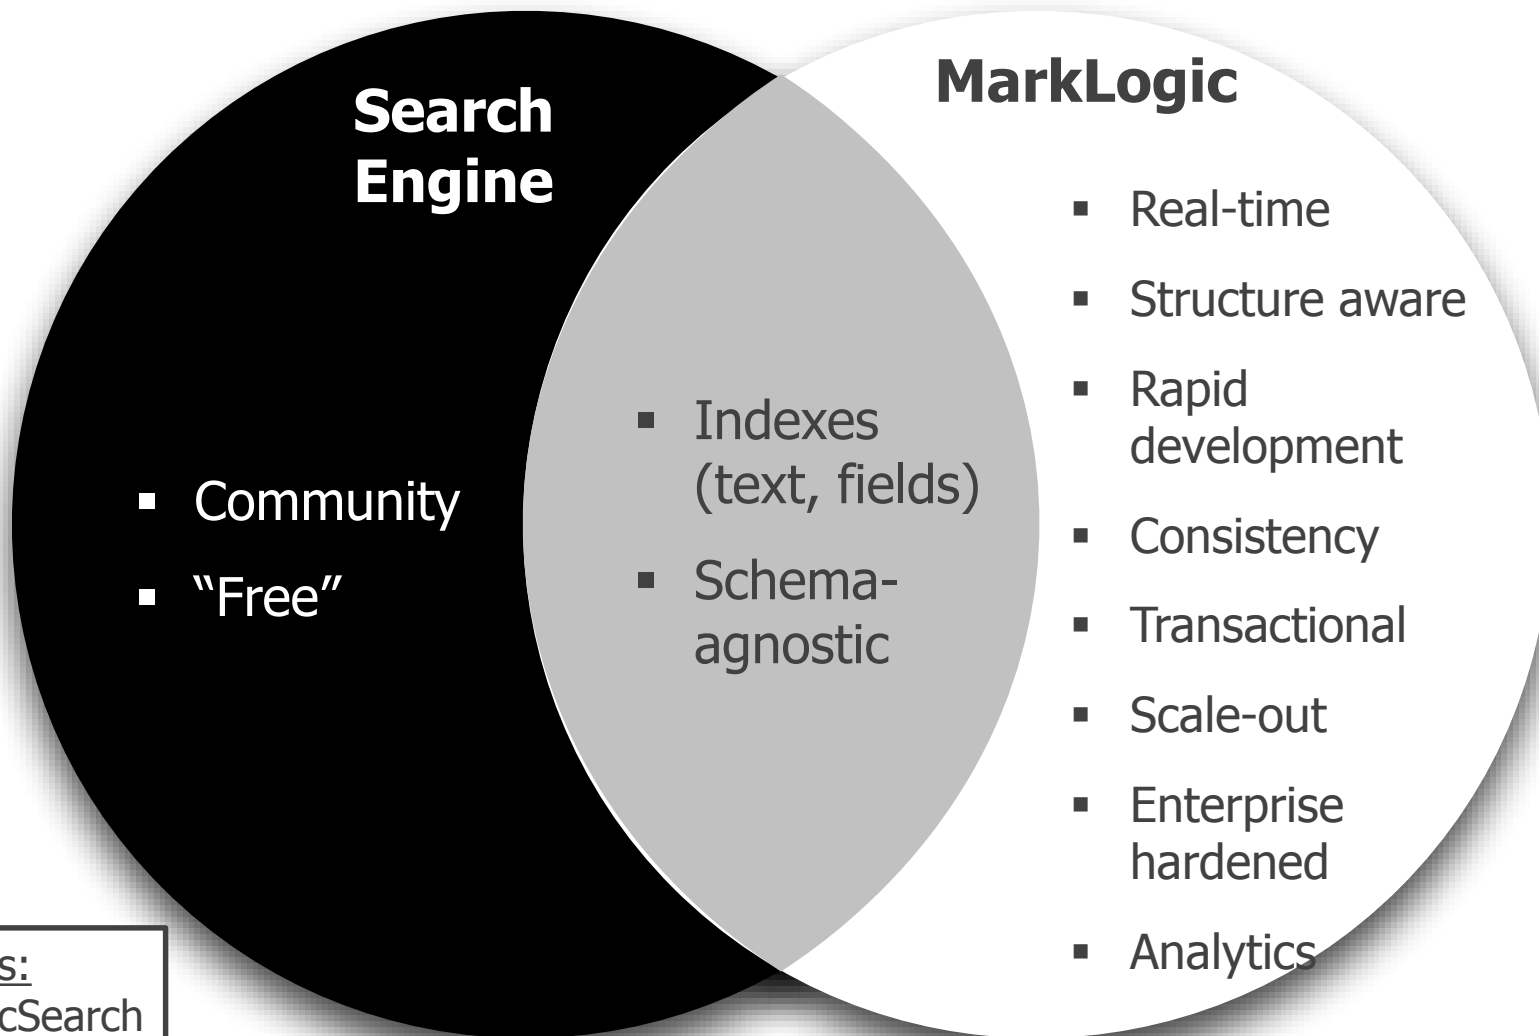 Search
Engine
▪ Community
▪ “Free”
▪ Indexes
(text, fields)
▪ Schema-
agnostic
MarkLogic
▪ Real-time
▪ Structure aware
▪ Rapid
development
▪ Consistency
▪ Transactional
▪ Scale-out
▪ Enterprise
hardened
▪ Analytics
s:
cSearch